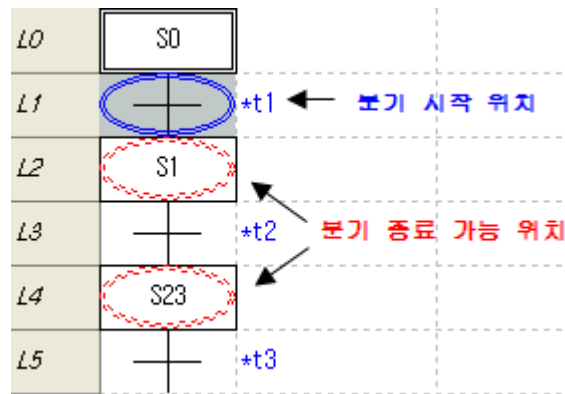 L0 S0
L1 *t1 분기 시작 위치
L2 S1
L3 *t2 분기 종료 가능 위치
L4 S23
L5 *t3